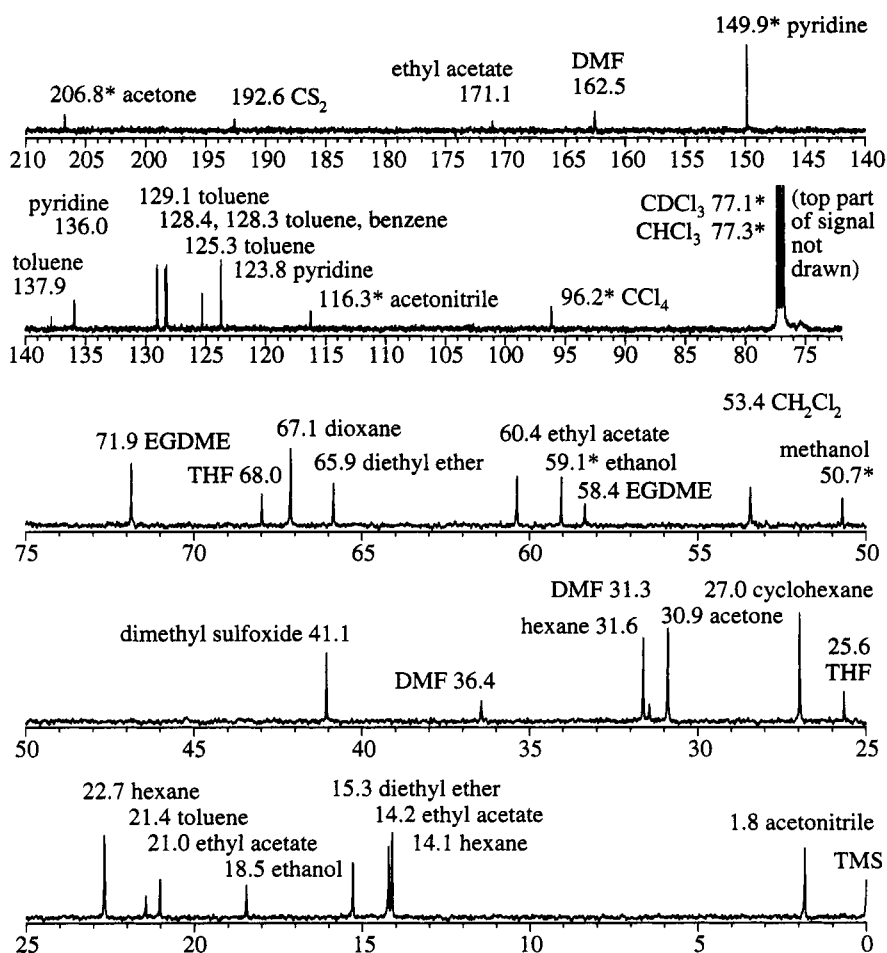 149.9* pyridine
ethyl acetate
171.1
DMF
162.5
206.8* acetone
192.6 CS2
210 205 200 195 190 185 180 175 170 165 160 155 150 145 140
129.1 toluene
pyridine
136.0
128.4, 128.3 toluene, benzene
125.3 toluene
toluene
137.9
123.8 pyridine
116.3* acetonitrile
96.2* CCl4
CDCl3 77.1*
CHCl3 77.3*
(top part
of signal
not
drawn)
140 135 130 125 120 115 110 105 100 95 90 85 80 75
53.4 CH2Cl2
71.9 EGDME
67.1 dioxane
THF 68.0
65.9 diethyl ether
60.4 ethyl acetate
59.1* ethanol
58.4 EGDME
methanol
50.7*
75 70 65 60 55 50
DMF 31.3
27.0 cyclohexane
dimethyl sulfoxide 41.1
hexane 31.6
30.9 acetone
25.6
THF
DMF 36.4
50 45 40 35 30 25
22.7 hexane
21.4 toluene
21.0 ethyl acetate
18.5 ethanol
15.3 diethyl ether
14.2 ethyl acetate
14.1 hexane
1.8 acetonitrile
TMS
25 20 15 10 5 0